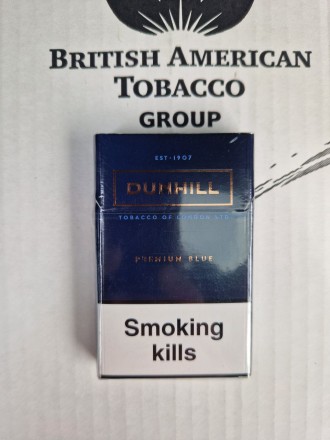 BRITISH AMERICAN
TOBACCO
GROUP
EST·1907
DUNHILL
TOBACCO OF LONDON LTD
PREMIUM BLUE
Smoking
kills